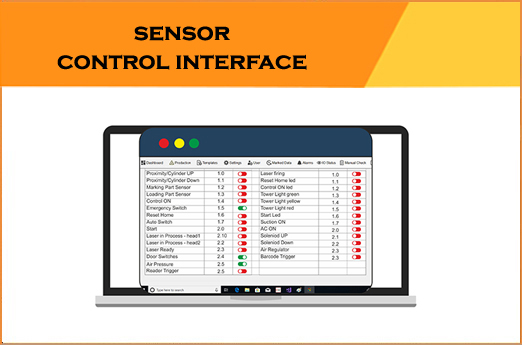 SENSOR
CONTROL INTERFACE
Dashboard Production Templates Settings User Marked Data Alarms IO Status Manual Check
Proximity/Cylinder UP 1.0 Laser firing 1.0
Proximity/Cylinder Down 1.1 Reset Home led 1.1
Marking Part Sensor 1.2 Control ON led 1.2
Loading Part Sensor 1.3 Tower Light green 1.3
Control ON 1.4 Tower Light yellow 1.4
Emergency Switch 1.5 Tower Light red 1.5
Reset Home 1.6 Start Led 1.6
Auto Switch 1.7 Suction ON 1.7
Start 2.0 AC ON 2.0
Laser in Process - head1 2.10 Solenoid UP 2.1
Laser in Process - head2 2.2 Solenoid Down 2.2
Laser Ready 2.3 Air Regulator 2.3
Door Switches 2.4 Barcode Trigger 2.3
Air Pressure 2.5
Reader Trigger 2.5
Type here to search